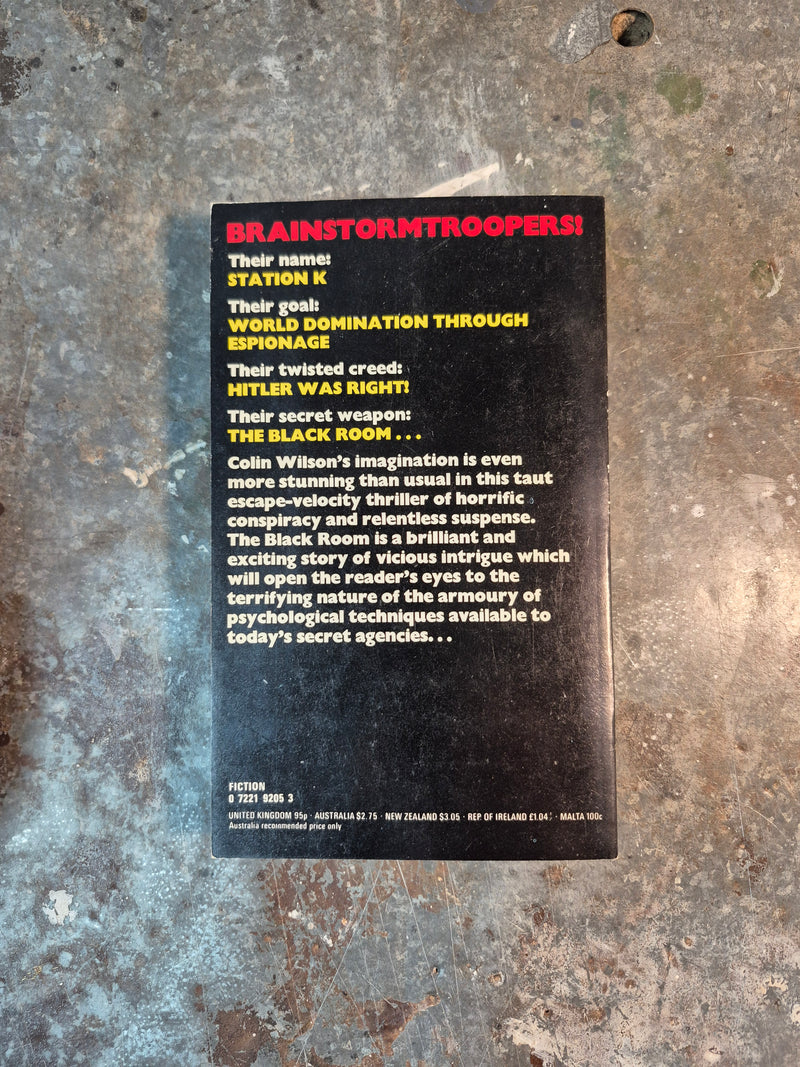 BRAINSTORMTROOPERS!
Their name:
STATION K
Their goal:
WORLD DOMINATION THROUGH
ESPIONAGE
Their twisted creed:
HITLER WAS RIGHT!
Their secret weapon:
THE BLACK ROOM . . .
Colin Wilson's imagination is even
more stunning than usual in this taut
escape-velocity thriller of horrific
conspiracy and relentless suspense.
The Black Room is a brilliant and
exciting story of vicious intrigue which
will open the reader's eyes to the
terrifying nature of the armoury of
psychological techniques available to
today's secret agencies. . .
FICTION
0 7221 9205 3
UNITED KINGDOM 95p · AUSTRALIA $2.75 · NEW ZEALAND $3.05 · REP. OF IRELAND £1.04 · MALTA 100c
Australia recommended price only